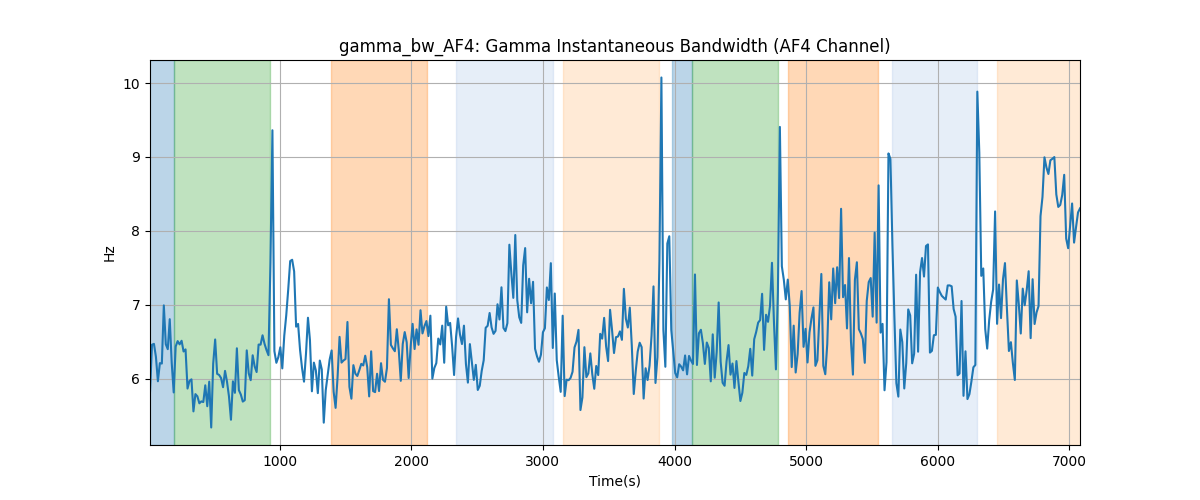 gamma_bw_AF4: Gamma Instantaneous Bandwidth (AF4 Channel)
10
9
8
7
6
Hz
1000 2000 3000 4000 5000 6000 7000
Time(s)